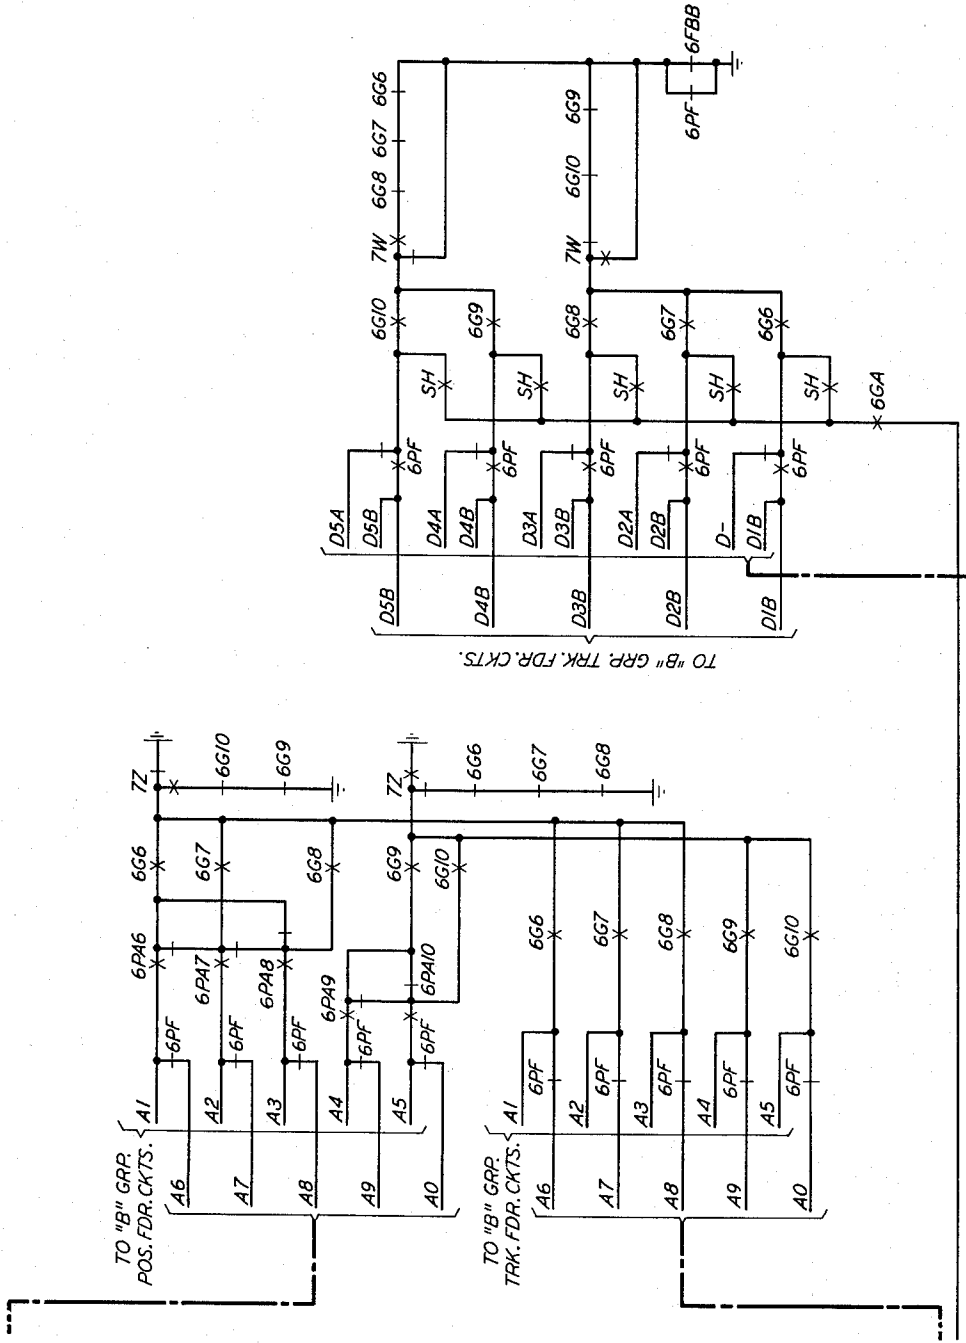 6FBB
6PF
6G8 6G7 6G6
7W
6G10 6G9
7W
6G10
6G9
6G8
6G7
6G6
SH
SH
SH
SH
SH
6GA
6PF
6PF
6PF
6PF
6PF
D5A
D5B
D4A
D4B
D3A
D3B
D2A
D2B
D-
D1B
D5B
D4B
D3B
D2B
D1B
TO "B" GRP. TRK. FDR. CKTS.
7Z
6G10
6G9
7Z
6G6
6G7
6G8
6G6
6G7
6G8
6G9
6G10
6PA6
6PA7
6PA8
6PA9
6PA10
6PF
6PF
6PF
6PF
6PF
A1
A2
A3
A4
A5
A6
A7
A8
A9
A0
TO "B" GRP.
POS. FDR. CKTS.
6G6
6G7
6G8
6G9
6G10
6PF
6PF
6PF
6PF
6PF
A1
A2
A3
A4
A5
A6
A7
A8
A9
A0
TO "B" GRP.
TRK. FDR. CKTS.